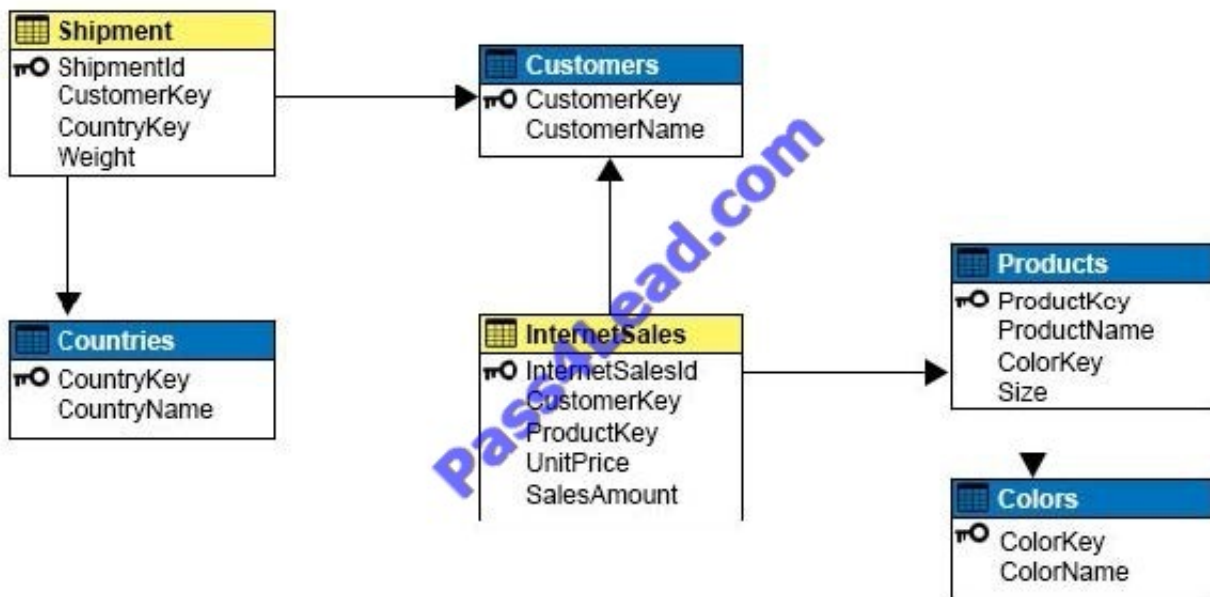 Shipment
ShipmentId
CustomerKey
CountryKey
Weight
Customers
CustomerKey
CustomerName
Countries
CountryKey
CountryName
InternetSales
InternetSalesId
CustomerKey
ProductKey
UnitPrice
SalesAmount
Products
ProductKey
ProductName
ColorKey
Size
Colors
ColorKey
ColorName
Pass4Lead.com